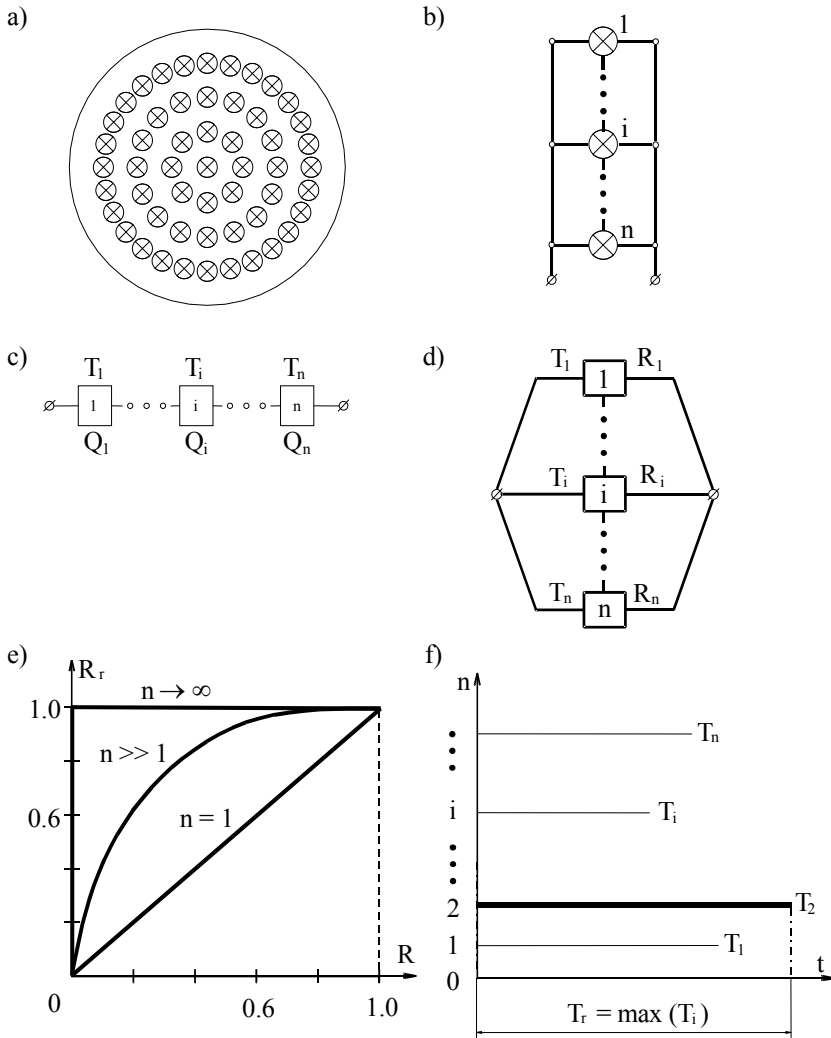 a)
b)
1
i
n
c)
T1 Ti Tn
1 i n
Q1 Qi Qn
d)
T1 1 R1
Ti i Ri
Tn n Rn
e)
Rr
n → ∞
1.0
n >> 1
0.6
n = 1
R
0 0.6 1.0
f)
n
Tn
i Ti
2 T2
1 T1
0 t
Tr = max (Ti)